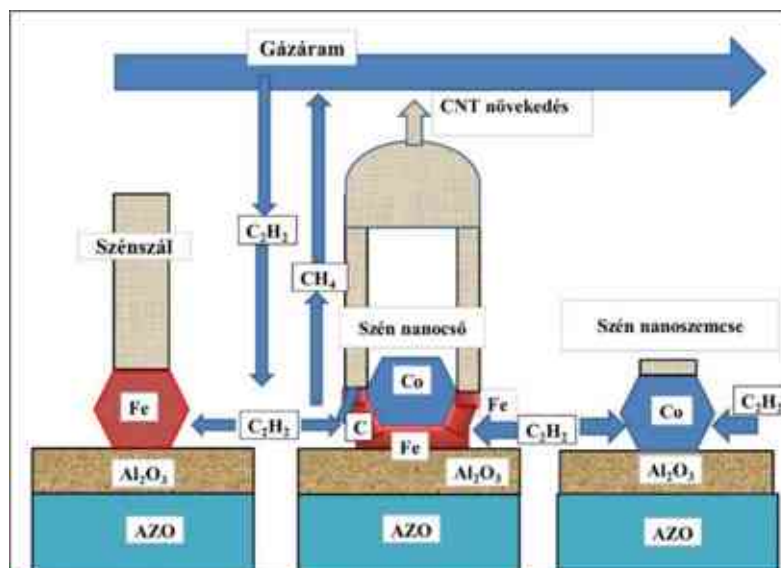 Gázáram
CNT növekedés
C₂H₂
Szénszál
CH₄
Szén nanocső
Szén nanoszemcse
Co
Fe
Fe
Co
C₂H₂
C₂H₂
C
C₂H₂
Fe
Al₂O₃
Al₂O₃
Al₂O₃
AZO
AZO
AZO